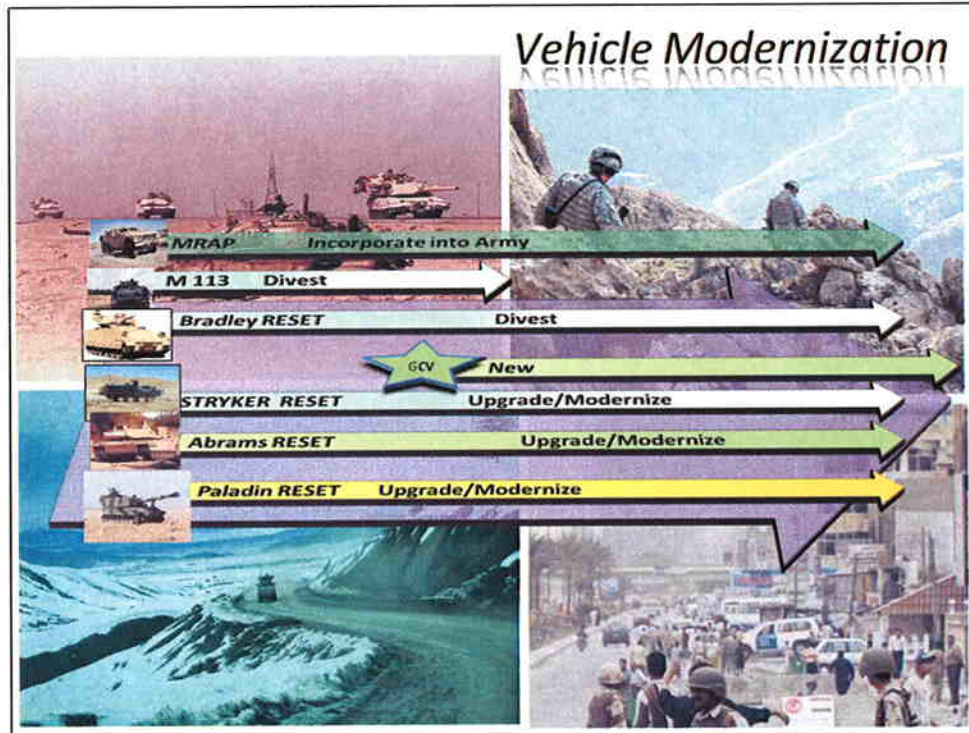 Vehicle Modernization
MRAP Incorporate into Army
M 113 Divest
Bradley RESET Divest
GCV New
STRYKER RESET Upgrade/Modernize
Abrams RESET Upgrade/Modernize
Paladin RESET Upgrade/Modernize